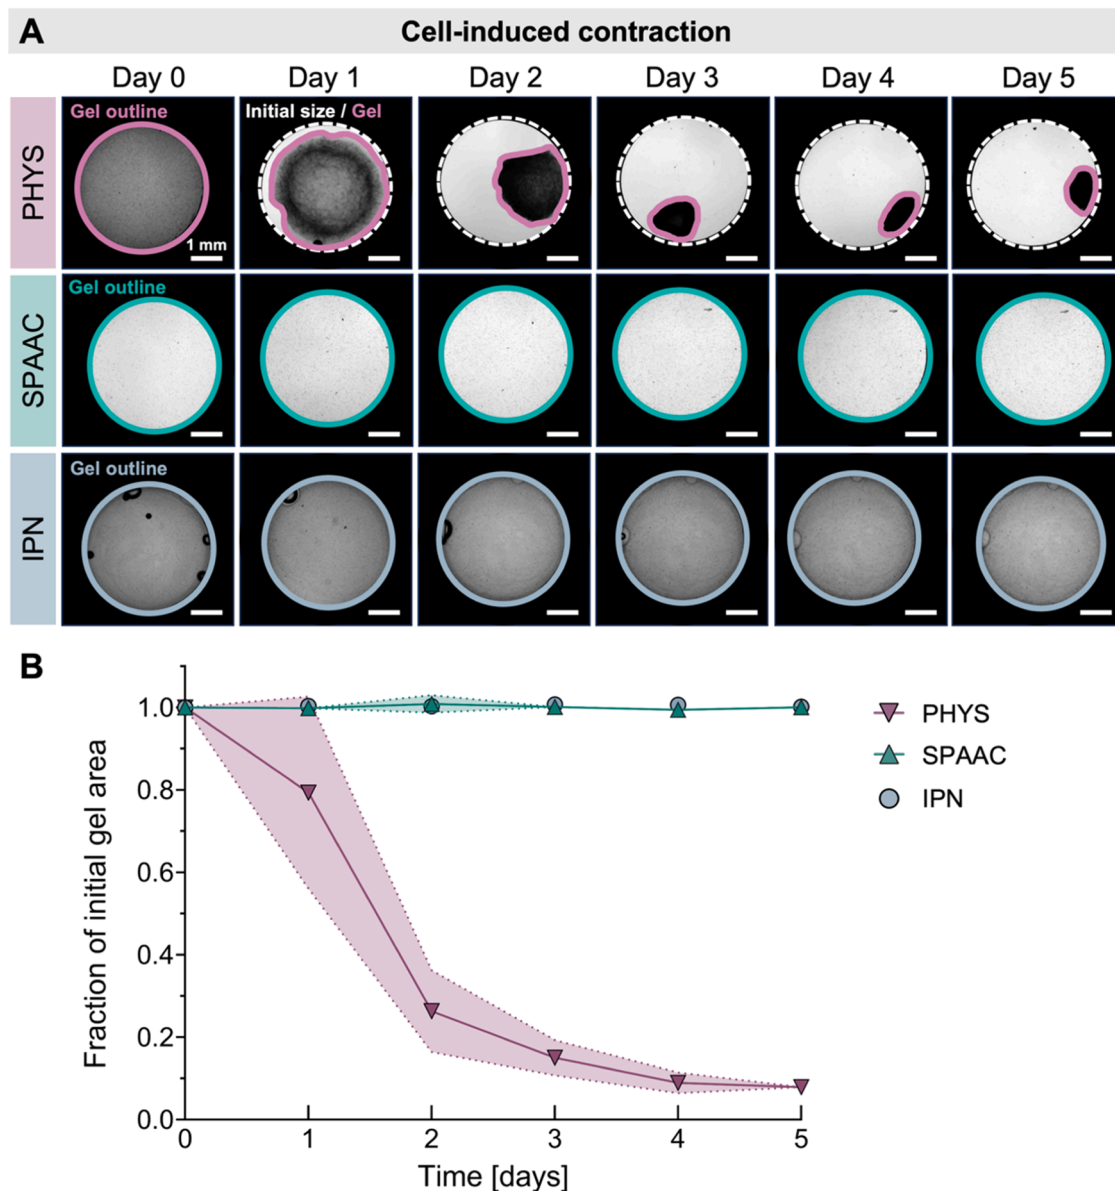 A
Cell-induced contraction
Day 0 Day 1 Day 2 Day 3 Day 4 Day 5
PHYS
Gel outline
Initial size / Gel
1 mm
SPAAC
Gel outline
IPN
Gel outline
B
Fraction of initial gel area
1.0
0.8
0.6
0.4
0.2
0.0
0 1 2 3 4 5
Time [days]
PHYS
SPAAC
IPN